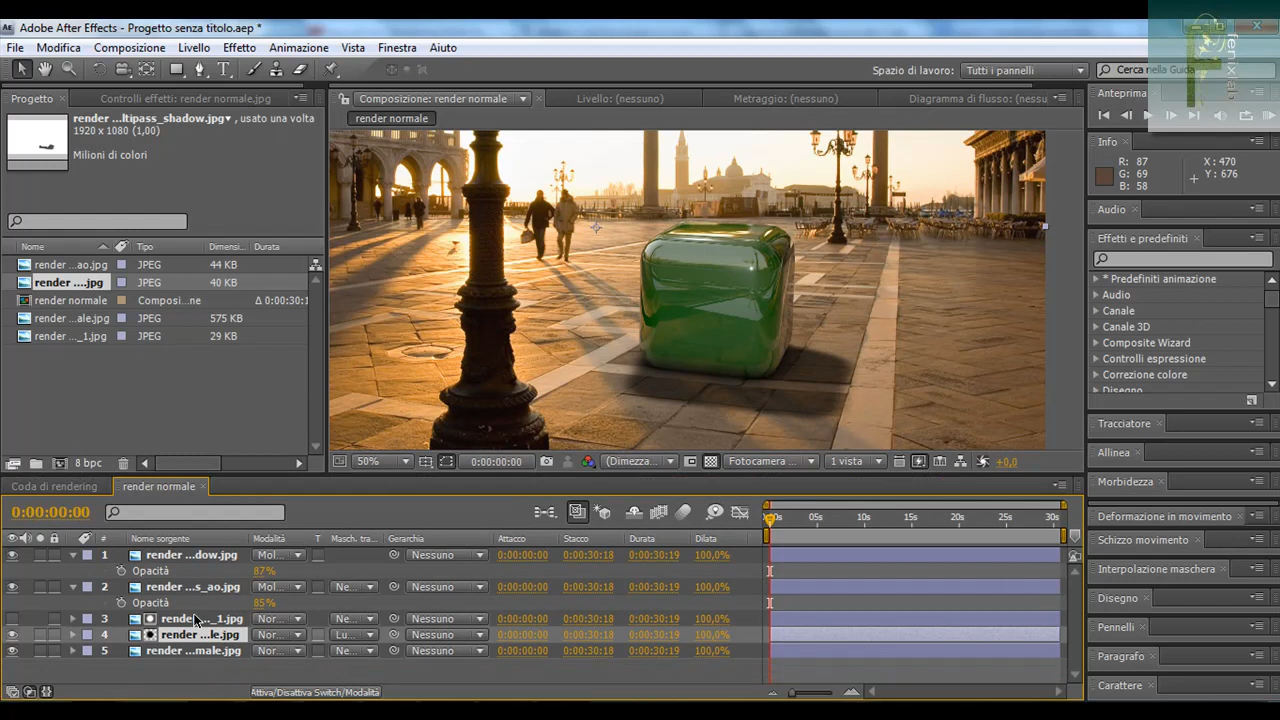 Adobe After Effects - Progetto senza titolo.aep *
File Modifica Composizione Livello Effetto Animazione Vista Finestra Aiuto
Spazio di lavoro: Tutti i pannelli Cerca nella Guida
fenixlab
Progetto Controlli effetti: render normale.jpg
Composizione: render normale Livello: (nessuno) Metraggio: (nessuno) Diagramma di flusso: (nessu
render normale
render ...ltipass_shadow.jpg , usato una volta
1920 x 1080 (1,00)
Milioni di colori
Nome Tipo Dimensi... Durata
render ...ao.jpg JPEG 44 KB
render ....jpg JPEG 40 KB
render normale Composi...ne Δ 0:00:30:1
render ...ale.jpg JPEG 575 KB
render ..._1.jpg JPEG 29 KB
8 bpc
50% 0:00:00:00 (Dimezza... Fotocamera ... 1 vista +0,0
Anteprima
Info
R: 87 X: 470
G: 69 Y: 676
B: 58
Audio
Effetti e predefiniti
* Predefiniti animazione
Audio
Canale
Canale 3D
Composite Wizard
Controlli espressione
Correzione colore
Disegno
Tracciatore
Allinea
Morbidezza
Deformazione in movimento
Schizzo movimento
Interpolazione maschera
Disegno
Pennelli
Paragrafo
Carattere
Coda di rendering render normale
0:00:00:00
05s 10s 15s 20s 25s 30s
# Nome sorgente Modalità T Masch. tra... Gerarchia Attacco Stacco Durata Dilata
1 render ...dow.jpg Mol... Nessuno 0:00:00:00 0:00:30:18 0:00:30:19 100,0%
Opacità 87%
2 render ...s_ao.jpg Mol... Ne... Nessuno 0:00:00:00 0:00:30:18 0:00:30:19 100,0%
Opacità 85%
3 render ..._1.jpg Nor... Ne... Nessuno 0:00:00:00 0:00:30:18 0:00:30:19 100,0%
4 render ...le.jpg Nor... Lu... Nessuno 0:00:00:00 0:00:30:18 0:00:30:19 100,0%
5 render ...male.jpg Nor... Ne... Nessuno 0:00:00:00 0:00:30:18 0:00:30:19 100,0%
Attiva/Disattiva Switch/Modalità